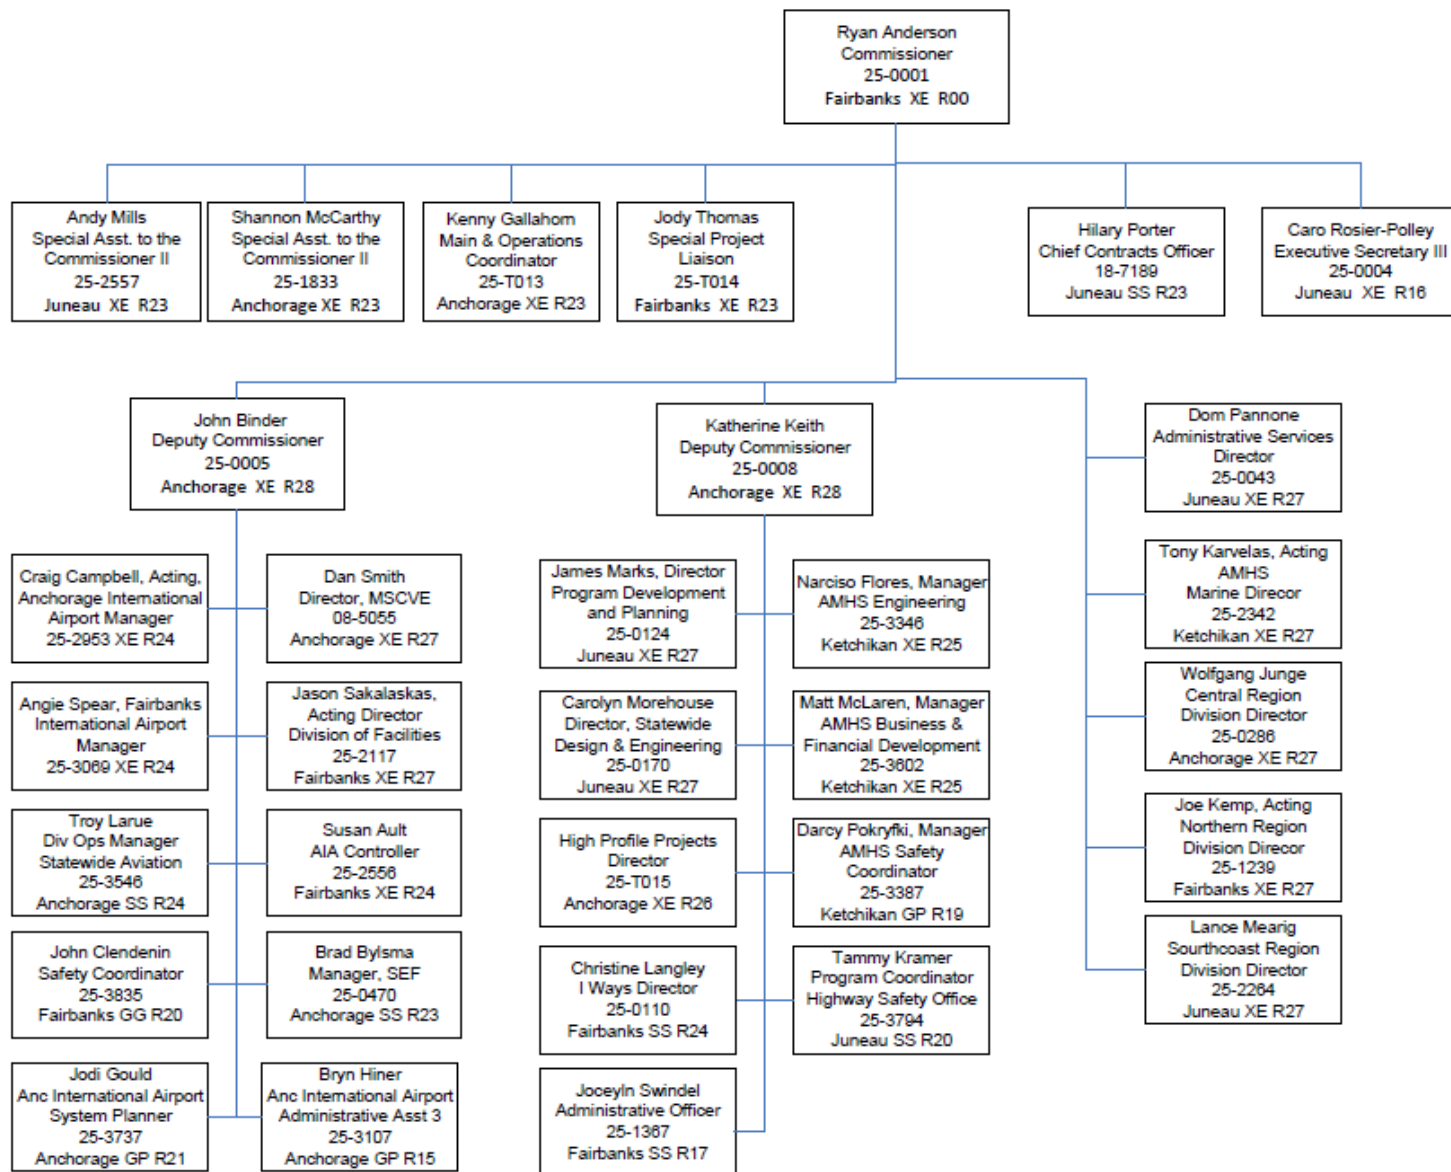 Ryan Anderson
Commissioner
25-0001
Fairbanks XE R00
Andy Mills
Special Asst. to the
Commissioner II
25-2557
Juneau XE R23
Shannon McCarthy
Special Asst. to the
Commissioner II
25-1833
Anchorage XE R23
Kenny Gallahorn
Main & Operations
Coordinator
25-T013
Anchorage XE R23
Jody Thomas
Special Project
Liaison
25-T014
Fairbanks XE R23
Hilary Porter
Chief Contracts Officer
18-7189
Juneau SS R23
Caro Rosier-Polley
Executive Secretary III
25-0004
Juneau XE R16
John Binder
Deputy Commissioner
25-0005
Anchorage XE R28
Katherine Keith
Deputy Commissioner
25-0008
Anchorage XE R28
Craig Campbell, Acting,
Anchorage International
Airport Manager
25-2953 XE R24
Dan Smith
Director, MSCVE
08-5055
Anchorage XE R27
Angie Spear, Fairbanks
International Airport
Manager
25-3069 XE R24
Jason Sakalaskas,
Acting Director
Division of Facilities
25-2117
Fairbanks XE R27
Troy Larue
Div Ops Manager
Statewide Aviation
25-3546
Anchorage SS R24
Susan Ault
AIA Controller
25-2556
Fairbanks XE R24
John Clendenin
Safety Coordinator
25-3835
Fairbanks GG R20
Brad Bylsma
Manager, SEF
25-0470
Anchorage SS R23
Jodi Gould
Anc International Airport
System Planner
25-3737
Anchorage GP R21
Bryn Hiner
Anc International Airport
Administrative Asst 3
25-3107
Anchorage GP R15
James Marks, Director
Program Development
and Planning
25-0124
Juneau XE R27
Narciso Flores, Manager
AMHS Engineering
25-3346
Ketchikan XE R25
Carolyn Morehouse
Director, Statewide
Design & Engineering
25-0170
Juneau XE R27
Matt McLaren, Manager
AMHS Business &
Financial Development
25-3602
Ketchikan XE R25
High Profile Projects
Director
25-T015
Anchorage XE R26
Darcy Pokryfki, Manager
AMHS Safety
Coordinator
25-3387
Ketchikan GP R19
Christine Langley
I Ways Director
25-0110
Fairbanks SS R24
Tammy Kramer
Program Coordinator
Highway Safety Office
25-3794
Juneau SS R20
Joceyln Swindel
Administrative Officer
25-1367
Fairbanks SS R17
Dom Pannone
Administrative Services
Director
25-0043
Juneau XE R27
Tony Karvelas, Acting
AMHS
Marine Direcor
25-2342
Ketchikan XE R27
Wolfgang Junge
Central Region
Division Director
25-0286
Anchorage XE R27
Joe Kemp, Acting
Northern Region
Division Direcor
25-1239
Fairbanks XE R27
Lance Mearig
Sourthcoast Region
Division Director
25-2264
Juneau XE R27